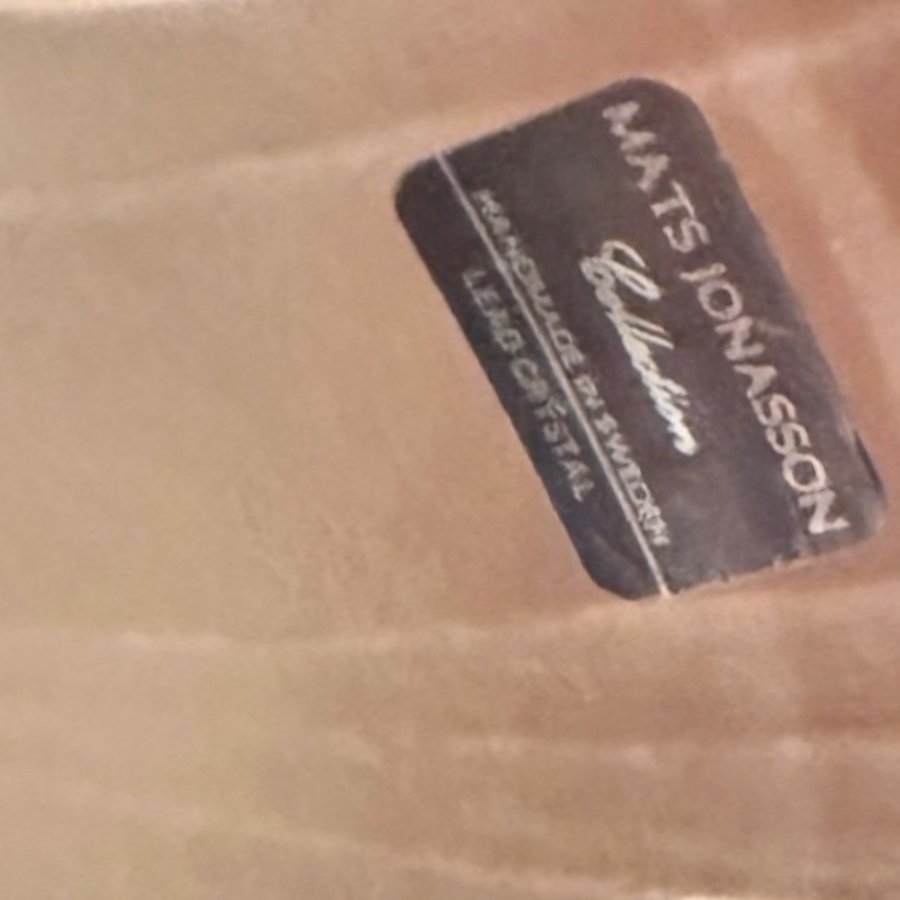 MATS JONASSON
Collection
HANDMADE IN SWEDEN
LEAD CRYSTAL